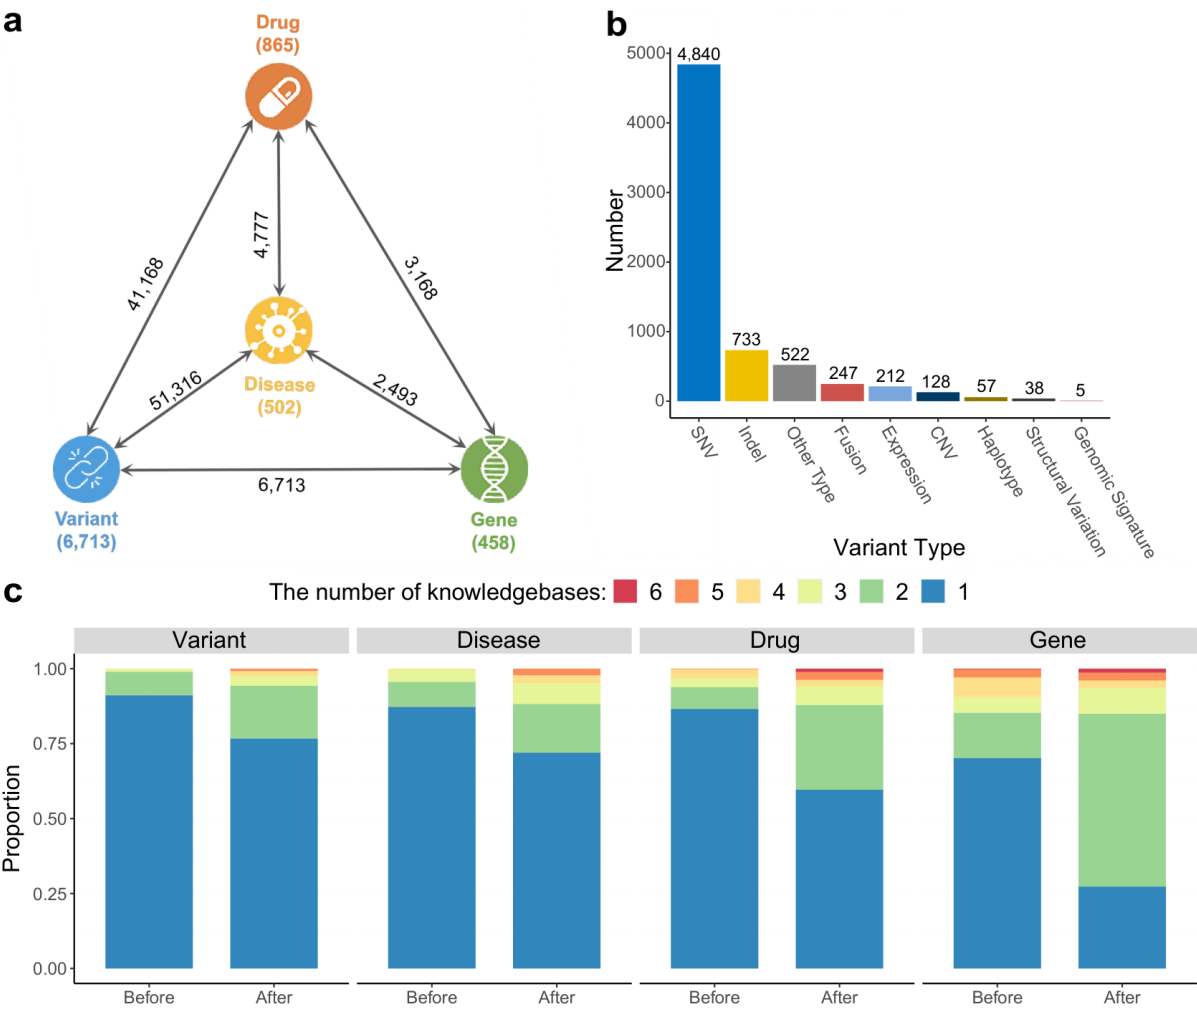 a
Drug
(865)
41,168
4,777
3,168
Disease
(502)
51,316
2,493
6,713
Variant
(6,713)
Gene
(458)
b
Number
5000
4000
3000
2000
1000
0
4,840
733
522
247
212
128
57
38
5
SNV
Indel
Other Type
Fusion
Expression
CNV
Haplotype
Structural Variation
Genomic Signature
Variant Type
c
The number of knowledgebases: 6 5 4 3 2 1
Variant Disease Drug Gene
Proportion
1.00
0.75
0.50
0.25
0.00
Before After Before After Before After Before After